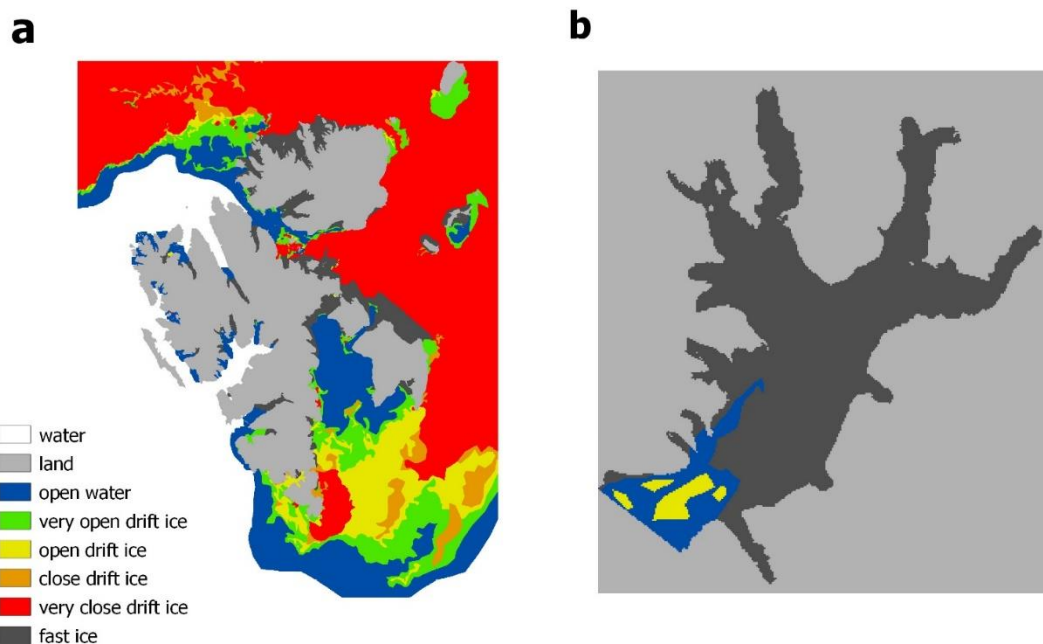 a
b
water
land
open water
very open drift ice
open drift ice
close drift ice
very close drift ice
fast ice